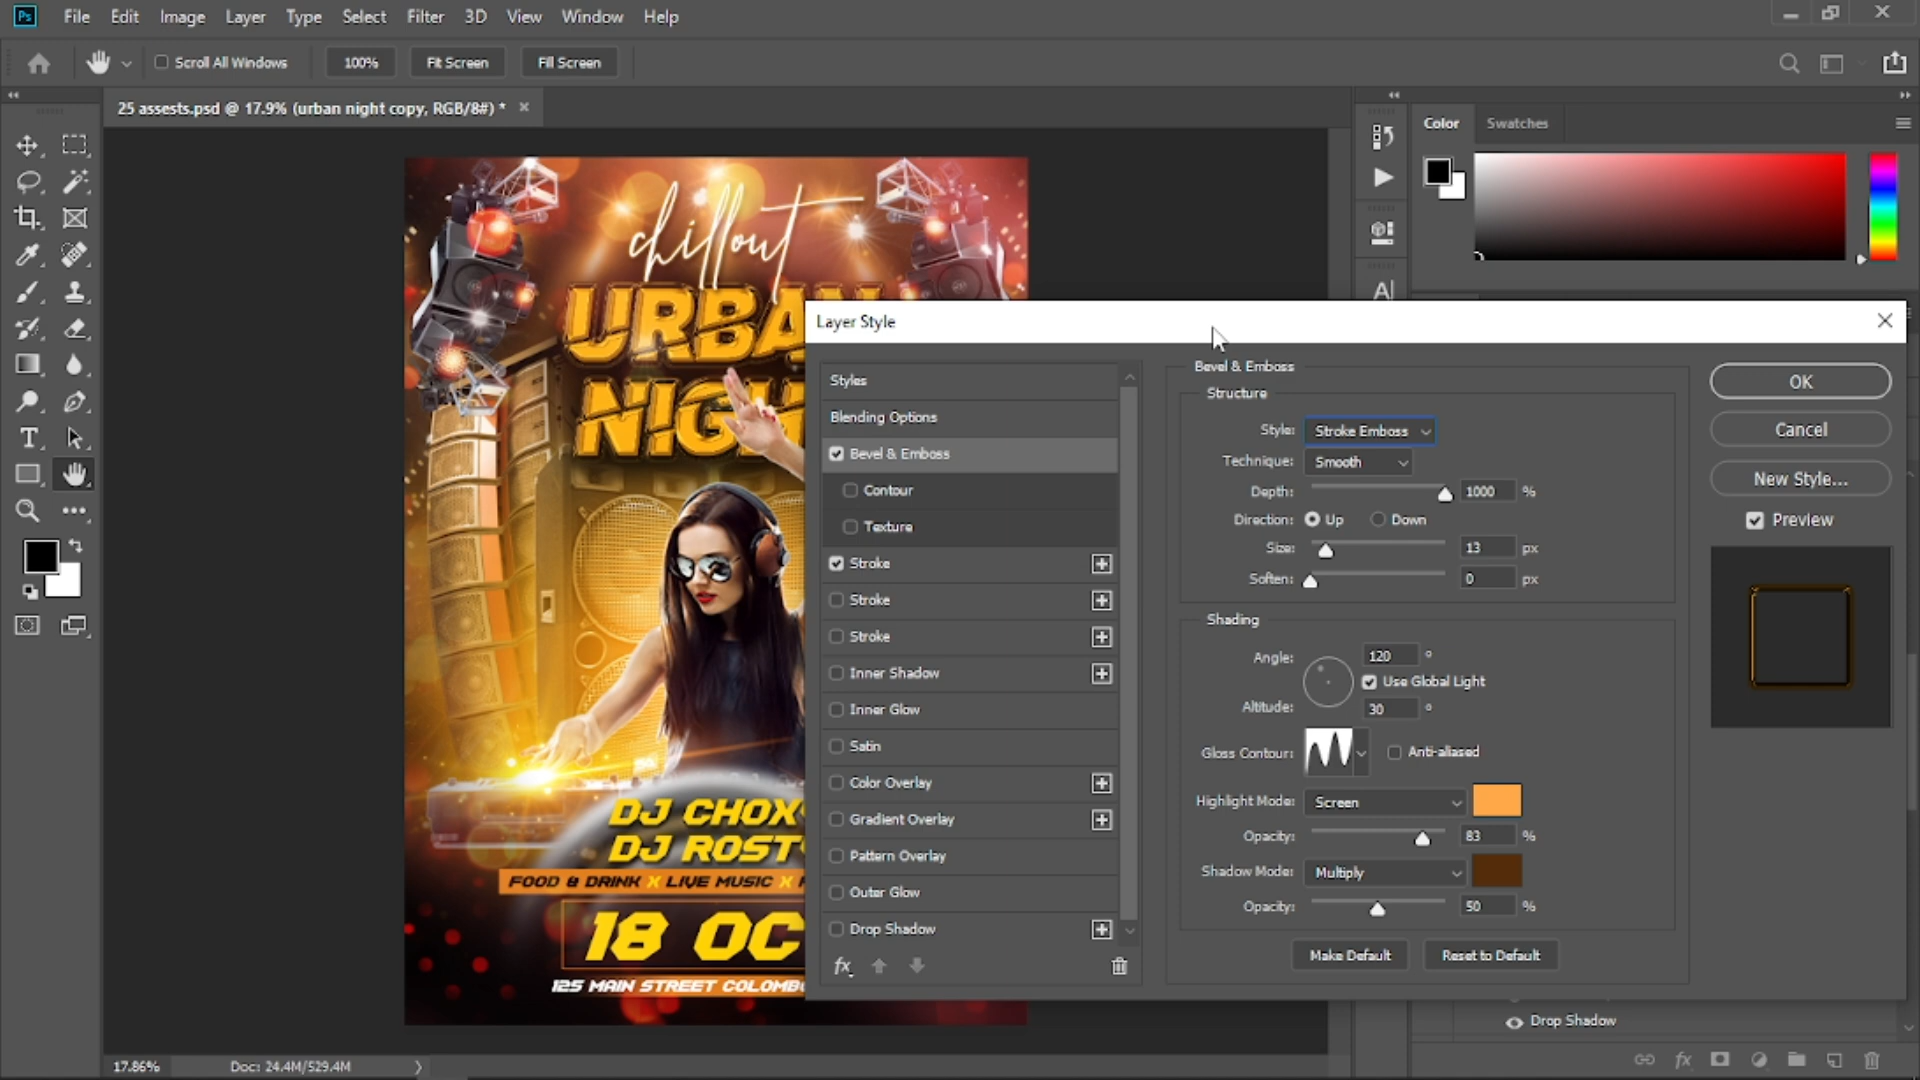 Ps File Edit Image Layer Type Select Filter 3D View Window Help
Scroll All Windows 100% Fit Screen Fill Screen
25 assests.psd @ 17.9% (urban night copy, RGB/8#) *
Color Swatches
chillout
URBAN
NIGH
DJ CHOX
DJ ROST
FOOD & DRINK X LIVE MUSIC X
18 OC
125 MAIN STREET COLOMBO
Layer Style
Styles
Blending Options
Bevel & Emboss
Contour
Texture
Stroke
Stroke
Stroke
Inner Shadow
Inner Glow
Satin
Color Overlay
Gradient Overlay
Pattern Overlay
Outer Glow
Drop Shadow
fx
Bevel & Emboss
Structure
Style: Stroke Emboss
Technique: Smooth
Depth: 1000 %
Direction: Up Down
Size: 13 px
Soften: 0 px
Shading
Angle: 120 °
Use Global Light
Altitude: 30 °
Gloss Contour: Anti-aliased
Highlight Mode: Screen
Opacity: 83 %
Shadow Mode: Multiply
Opacity: 50 %
Make Default Reset to Default
OK
Cancel
New Style...
Preview
Drop Shadow
17.86% Doc: 24.4M/529.4M
fx